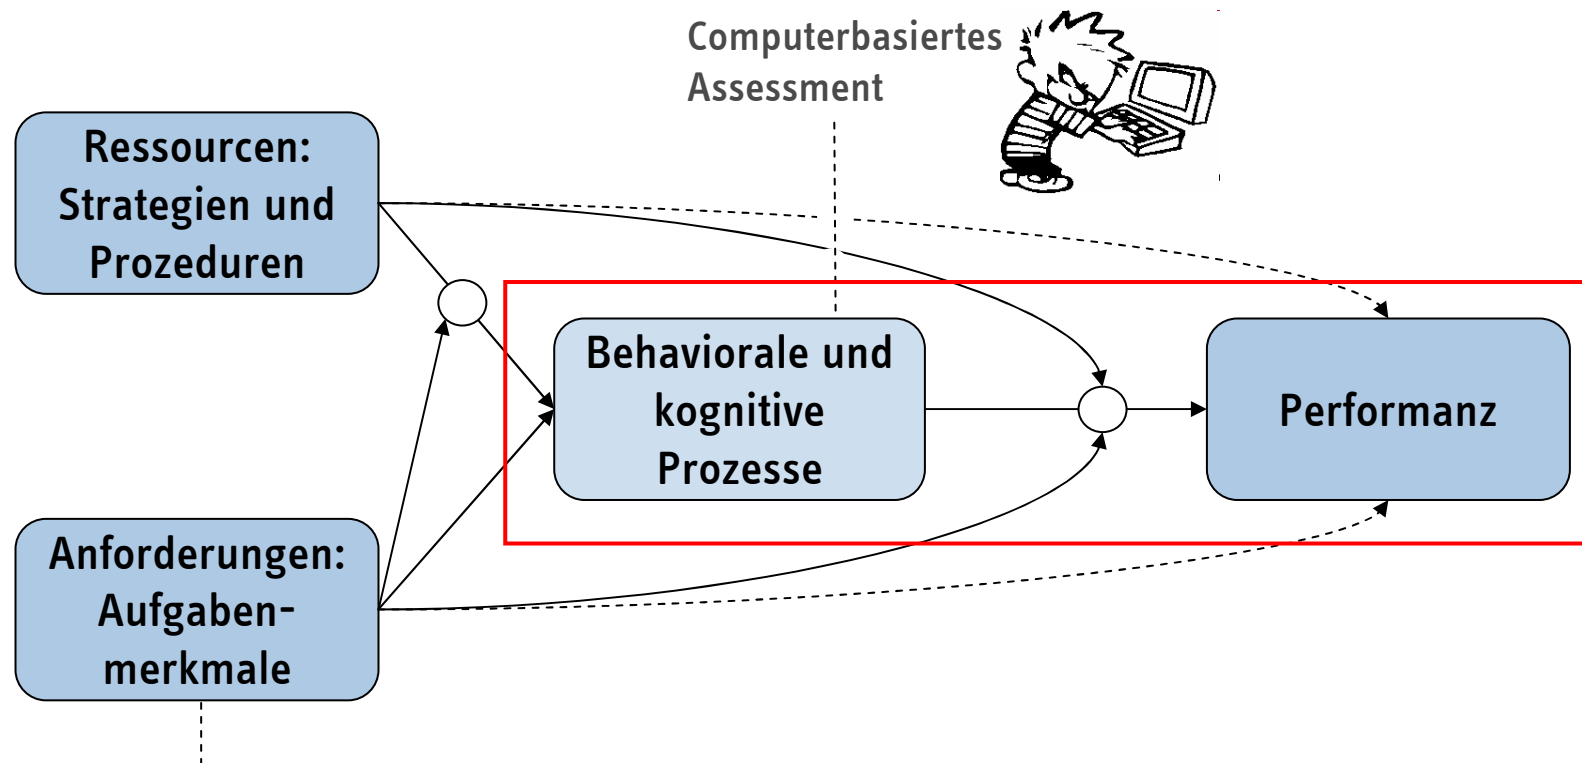 Computerbasiertes
Assessment
Ressourcen:
Strategien und
Prozeduren
Behaviorale und
kognitive
Prozesse
Performanz
Anforderungen:
Aufgaben-
merkmale